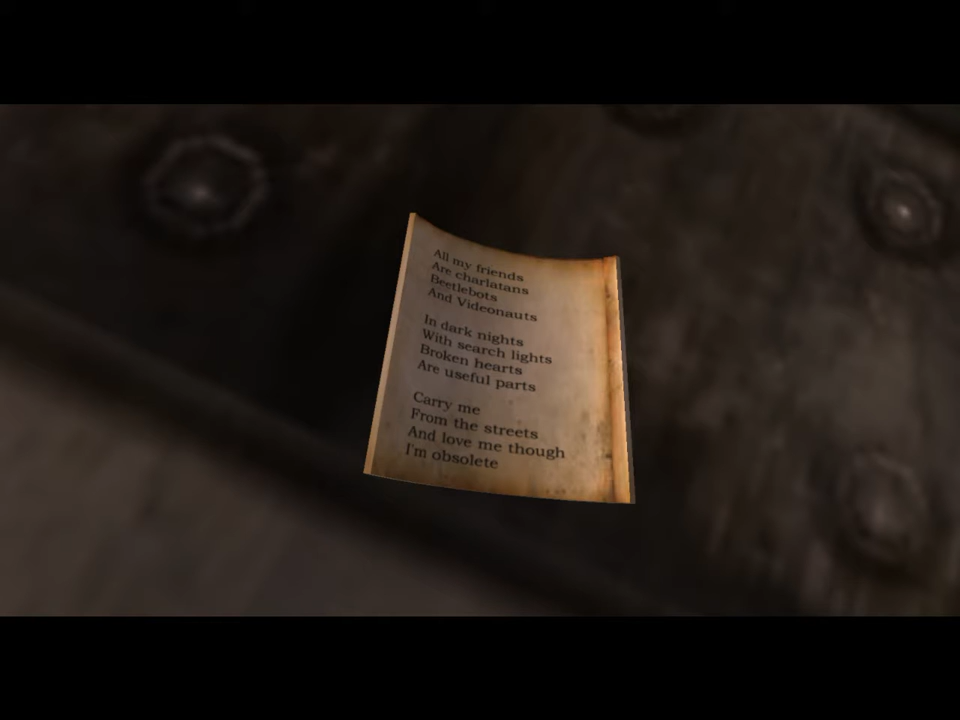 All my friends
Are charlatans
Beetlebots
And Videonauts
In dark nights
With search lights
Broken hearts
Are useful parts
Carry me
From the streets
And love me though
I'm obsolete